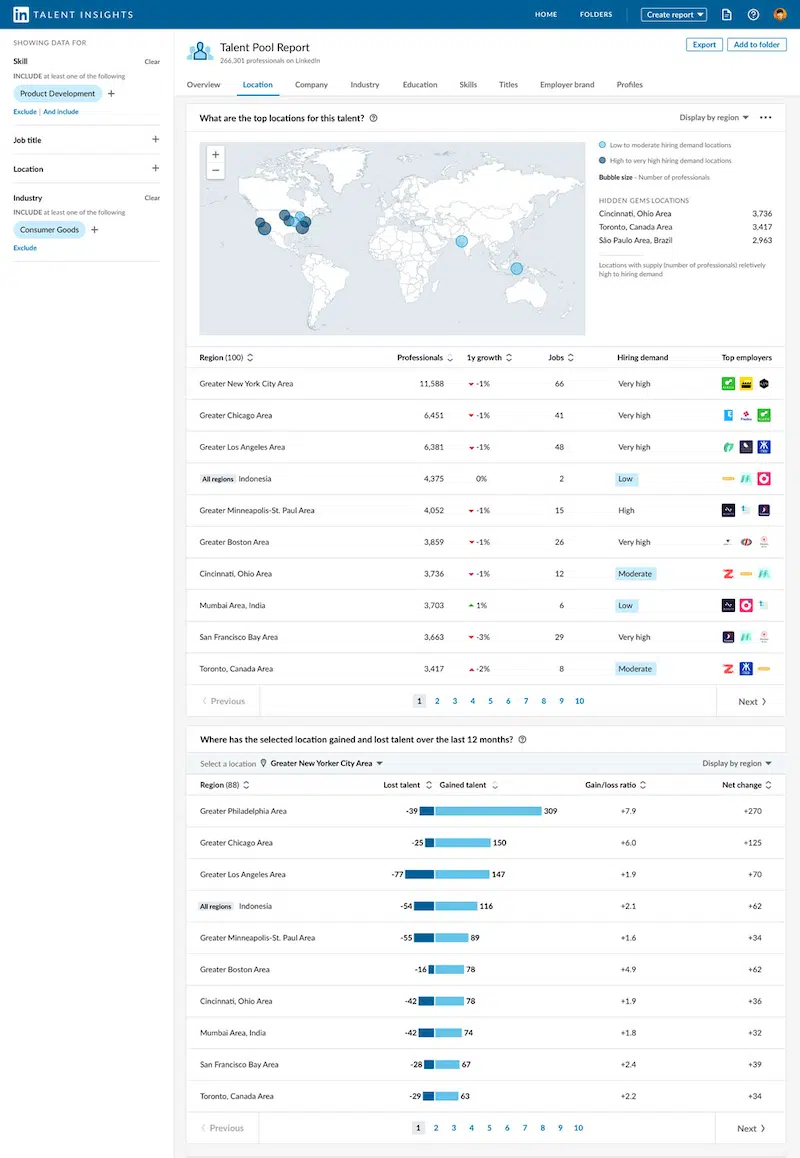 in TALENT INSIGHTS
HOME FOLDERS Create report
SHOWING DATA FOR
Skill Clear
INCLUDE at least one of the following
Product Development
Exclude | And include
Job title
Location
Industry Clear
INCLUDE at least one of the following
Consumer Goods
Exclude
Talent Pool Report
266,301 professionals on LinkedIn
Export Add to folder
Overview Location Company Industry Education Skills Titles Employer brand Profiles
What are the top locations for this talent?
Display by region
Low to moderate hiring demand locations
High to very high hiring demand locations
Bubble size - Number of professionals
HIDDEN GEMS LOCATIONS
Cincinnati, Ohio Area 3,736
Toronto, Canada Area 3,417
São Paulo Area, Brazil 2,963
Locations with supply (number of professionals) reletively
high to hiring demand
Region (100) Professionals 1y growth Jobs Hiring demand Top employers
Greater New York City Area 11,588 -1% 66 Very high
Greater Chicago Area 6,451 -1% 41 Very high
Greater Los Angeles Area 6,381 -1% 48 Very high
All regions Indonesia 4,375 0% 2 Low
Greater Minneapolis-St. Paul Area 4,052 -1% 15 High
Greater Boston Area 3,859 -1% 26 Very high
Cincinnati, Ohio Area 3,736 -1% 12 Moderate
Mumbai Area, India 3,703 1% 6 Low
San Francisco Bay Area 3,663 -3% 29 Very high
Toronto, Canada Area 3,417 -2% 8 Moderate
Previous 1 2 3 4 5 6 7 8 9 10 Next
Where has the selected location gained and lost talent over the last 12 months?
Select a location Greater New Yorker City Area Display by region
Region (88) Lost talent Gained talent Gain/loss ratio Net change
Greater Philadelphia Area -39 309 +7.9 +270
Greater Chicago Area -25 150 +6.0 +125
Greater Los Angeles Area -77 147 +1.9 +70
All regions Indonesia -54 116 +2.1 +62
Greater Minneapolis-St. Paul Area -55 89 +1.6 +34
Greater Boston Area -16 78 +4.9 +62
Cincinnati, Ohio Area -42 78 +1.9 +36
Mumbai Area, India -42 74 +1.8 +32
San Francisco Bay Area -28 67 +2.4 +39
Toronto, Canada Area -29 63 +2.2 +34
Previous 1 2 3 4 5 6 7 8 9 10 Next